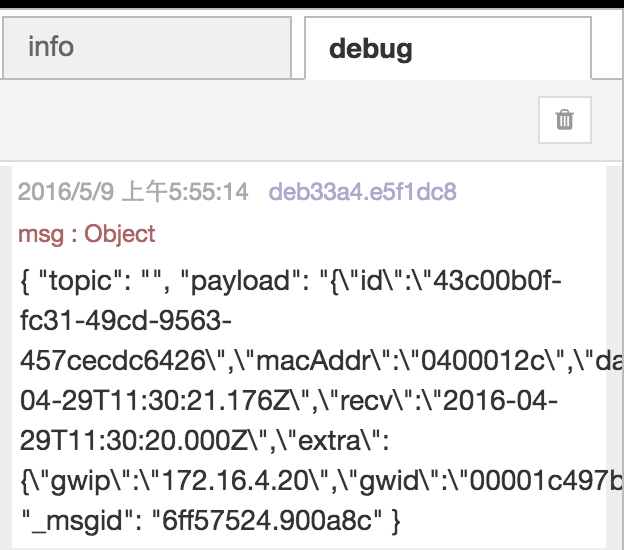 info
debug
2016/5/9 上午5:55:14 deb33a4.e5f1dc8
msg : Object
{ "topic": "", "payload": "{\"id\":\"43c00b0f-
fc31-49cd-9563-
457cecdc6426\",\"macAddr\":\"0400012c\",\"da
04-29T11:30:21.176Z\",\"recv\":\"2016-04-
29T11:30:20.000Z\",\"extra\":
{\"gwip\":\"172.16.4.20\",\"gwid\":\"00001c497b
"_msgid": "6ff57524.900a8c" }